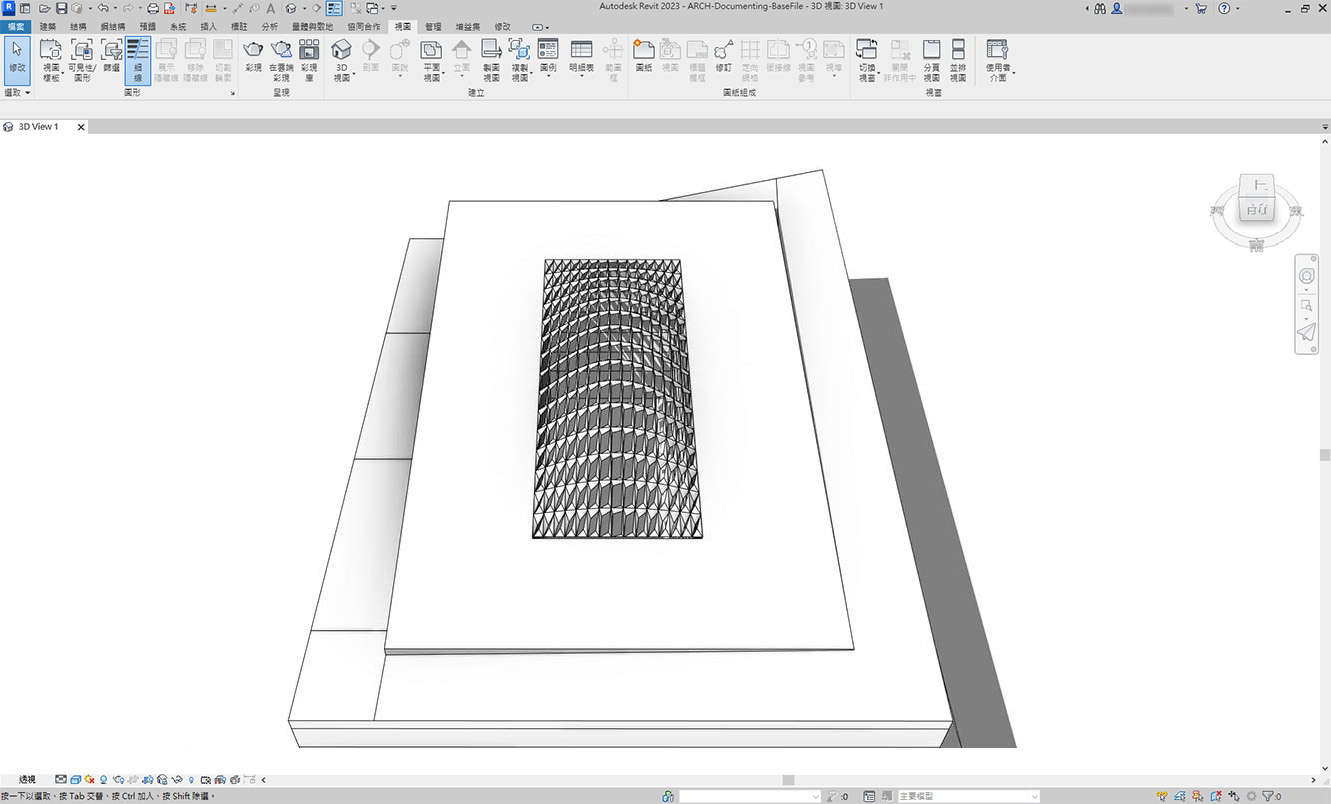 Autodesk Revit 2023 - ARCH-Documenting-BaseFile - 3D 視圖: 3D View 1
檔案 建築 結構 鋼結構 預鑄 系統 插入 標註 分析 量體與敷地 協同合作 視圖 管理 增益集 修改
修改 視圖樣板 可見性/圖形 篩選 細線 展示隱藏線 移除隱藏線 切割輪廓 彩現 在雲端彩現 彩現庫 3D視圖 剖面 圖說 平面視圖 立面 製圖視圖 複製視圖 圖例 明細表 範圍框 圖紙 視圖 標題欄框 修訂 定向網格 銜接線 視圖參考 視埠 切換視窗 關閉非作用中 分頁視圖 並排視圖 使用者介面
選取 圖形 呈現 建立 圖紙組成 視窗
3D View 1
上
前
西
東
南
透視
按一下以選取、按 Tab 交替、按 Ctrl 加入、按 Shift 除選。
:0
主要模型
:0